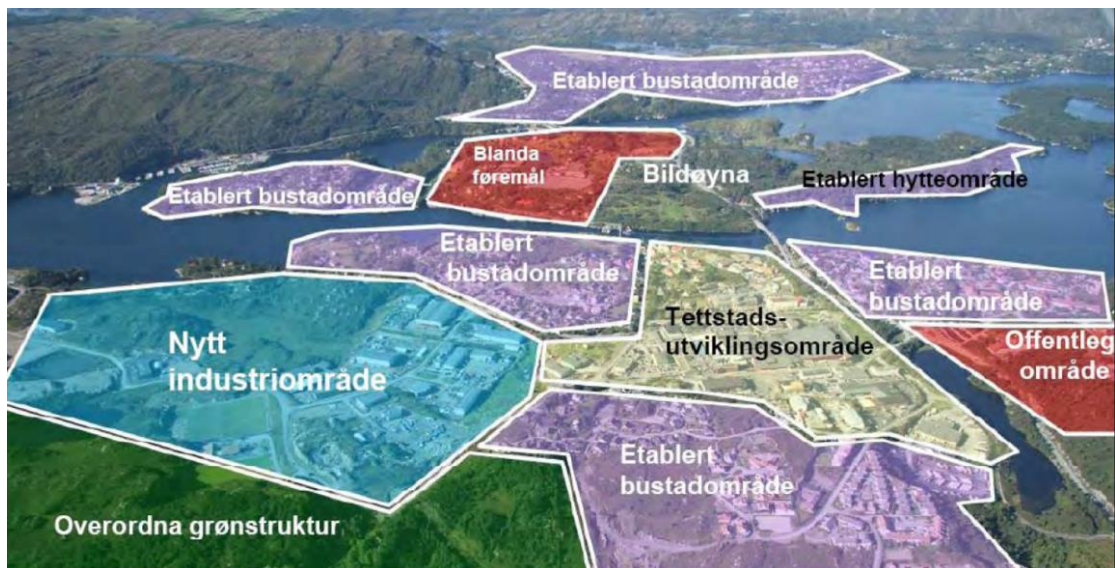 Etablert bustadområde
Blanda
føremål
Bildøyna
Etablert bustadområde
Etablert hytteområde
Etablert
bustadområde
Etablert
bustadområde
Tettstads-
utviklingsområde
Offentleg
område
Nytt
industriområde
Etablert
bustadområde
Overordna grønstruktur